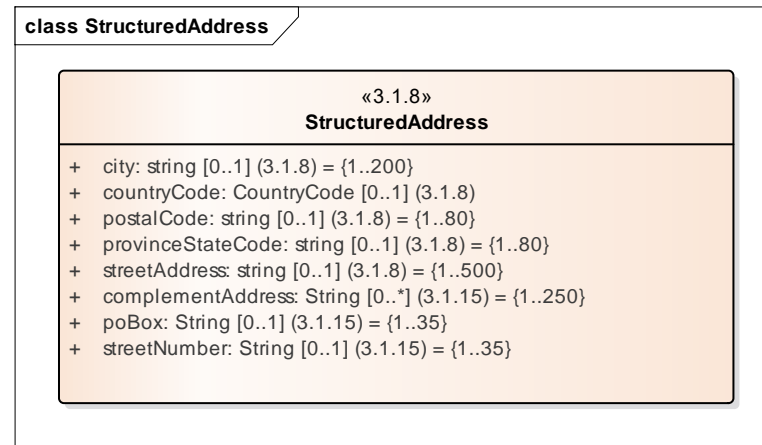 class StructuredAddress
«3.1.8»
StructuredAddress
+ city: string [0..1] (3.1.8) = {1..200}
+ countryCode: CountryCode [0..1] (3.1.8)
+ postalCode: string [0..1] (3.1.8) = {1..80}
+ provinceStateCode: string [0..1] (3.1.8) = {1..80}
+ streetAddress: string [0..1] (3.1.8) = {1..500}
+ complementAddress: String [0..*] (3.1.15) = {1..250}
+ poBox: String [0..1] (3.1.15) = {1..35}
+ streetNumber: String [0..1] (3.1.15) = {1..35}